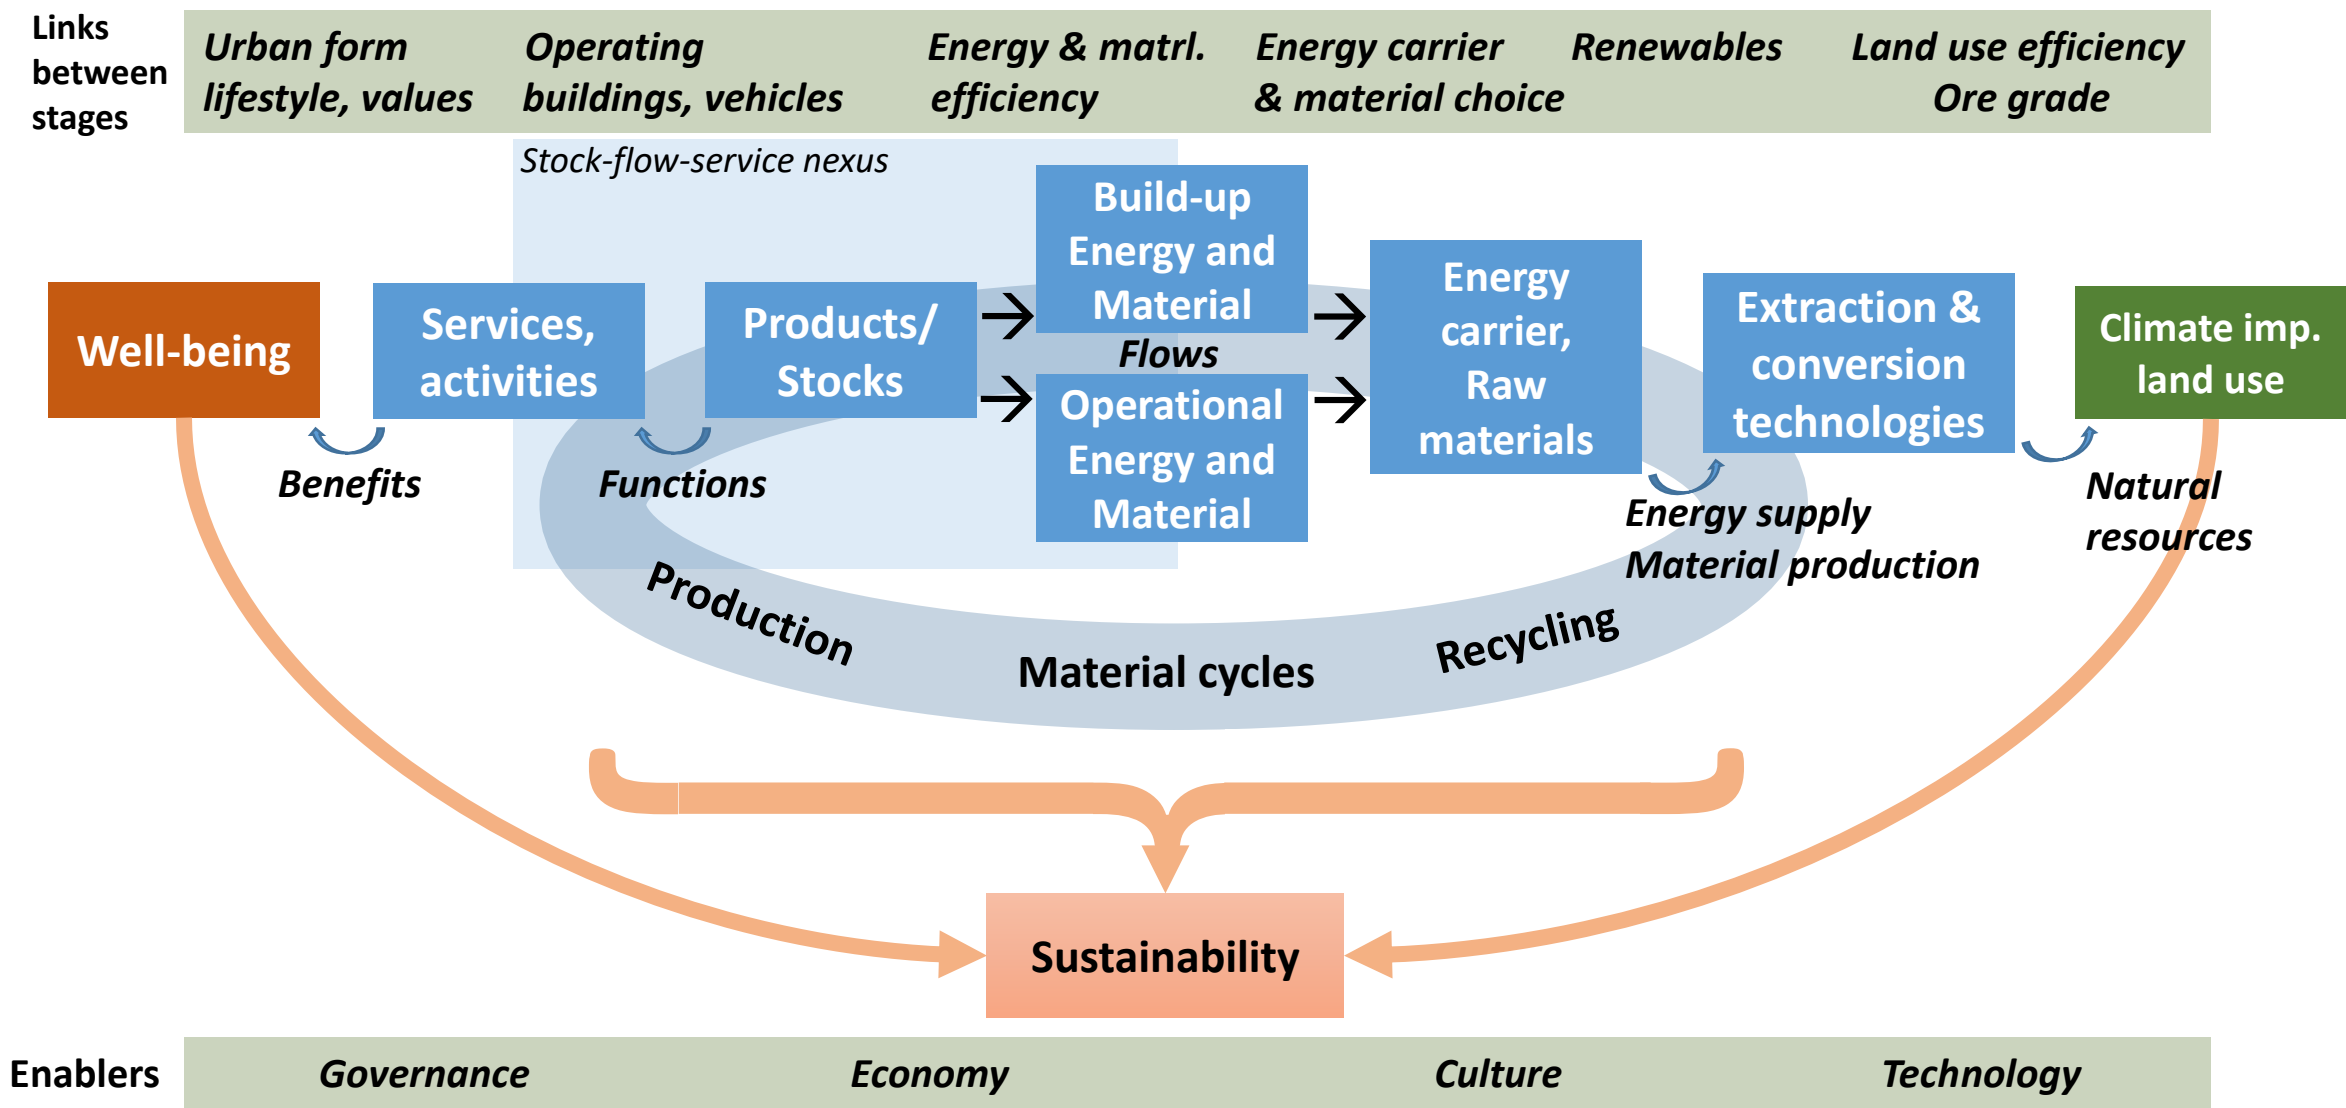 Links
between
stages
Urban form
lifestyle, values
Operating
buildings, vehicles
Energy & matrl.
efficiency
Energy carrier
& material choice
Renewables
Land use efficiency
Ore grade
Stock-flow-service nexus
Well-being
Services,
activities
Products/
Stocks
Build-up
Energy and
Material
Flows
Operational
Energy and
Material
Energy
carrier,
Raw
materials
Extraction &
conversion
technologies
Climate imp.
land use
Benefits
Functions
Energy supply
Material production
Natural
resources
Production
Material cycles
Recycling
Sustainability
Enablers
Governance
Economy
Culture
Technology